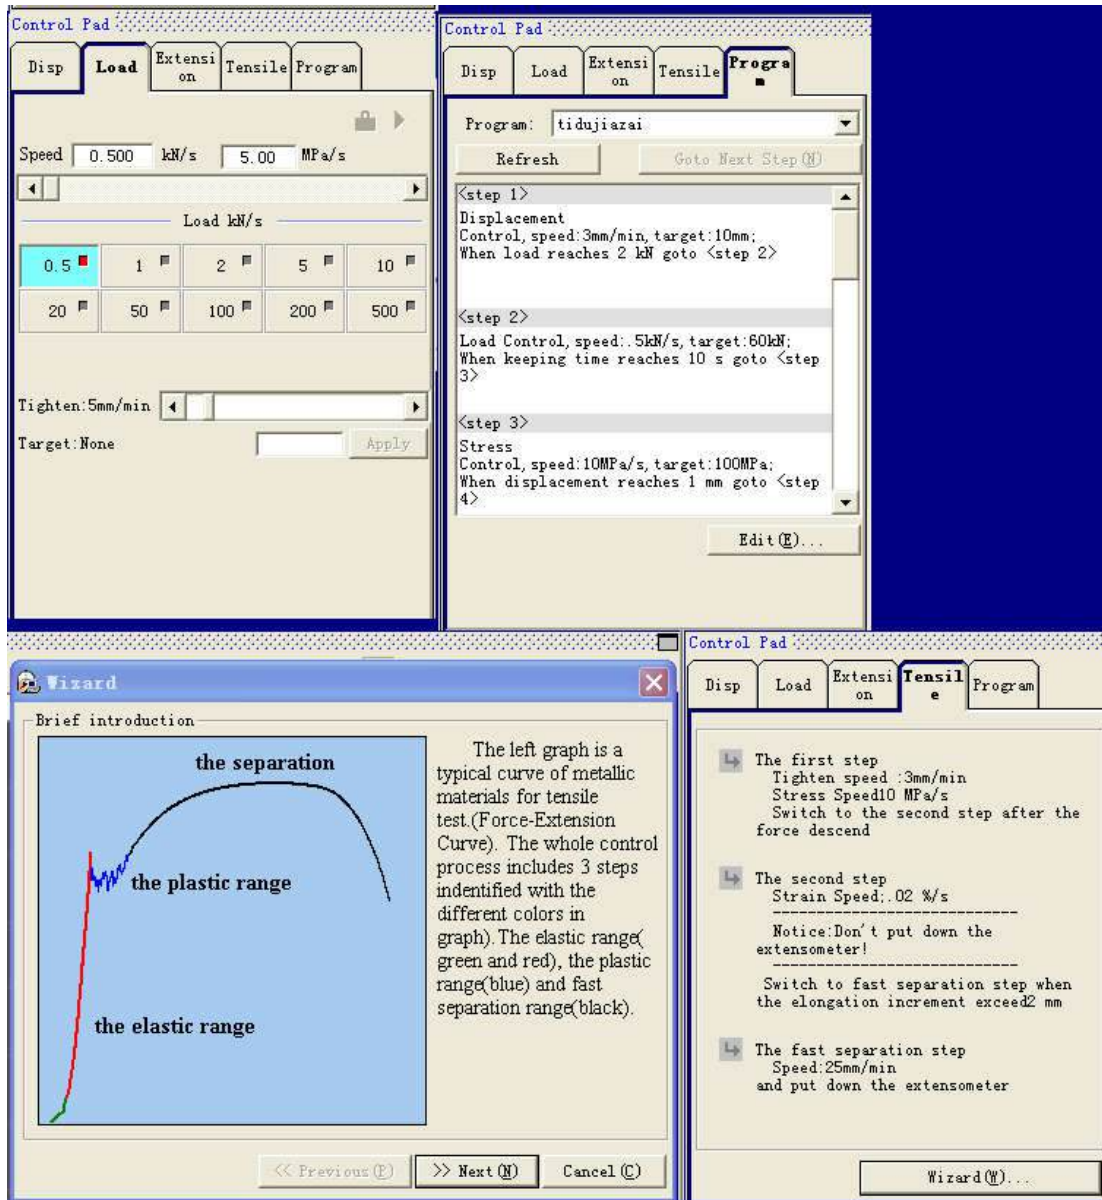 Control Pad
Disp
Load
Extensi
on
Tensile
Program
Speed 0.500 kN/s 5.00 MPa/s
Load kN/s
0.5 1 2 5 10
20 50 100 200 500
Tighten:5mm/min
Target:None Apply
Control Pad
Disp
Load
Extensi
on
Tensile
Progra
m
Program: tidujiazai
Refresh Goto Next Step(N)
<step 1>
Displacement
Control, speed:3mm/min, target:10mm;
When load reaches 2 kN goto <step 2>
<step 2>
Load Control, speed:.5kN/s, target:60kN;
When keeping time reaches 10 s goto <step
3>
<step 3>
Stress
Control, speed:10MPa/s, target:100MPa;
When displacement reaches 1 mm goto <step
4>
Edit(E)...
Wizard
Brief introduction
the separation
the plastic range
the elastic range
The left graph is a
typical curve of metallic
materials for tensile
test.(Force-Extension
Curve). The whole control
process includes 3 steps
indentified with the
different colors in
graph).The elastic range(
green and red), the plastic
range(blue) and fast
separation range(black).
<< Previous(P) >> Next(N) Cancel(C)
Control Pad
Disp
Load
Extensi
on
Tensil
e
Program
The first step
Tighten speed :3mm/min
Stress Speed10 MPa/s
Switch to the second step after the
force descend
The second step
Strain Speed;.02 %/s
------------------------------
Notice:Don't put down the
extensometer!
------------------------------
Switch to fast separation step when
the elongation increment exceed2 mm
The fast separation step
Speed:25mm/min
and put down the extensometer
Wizard(W)...